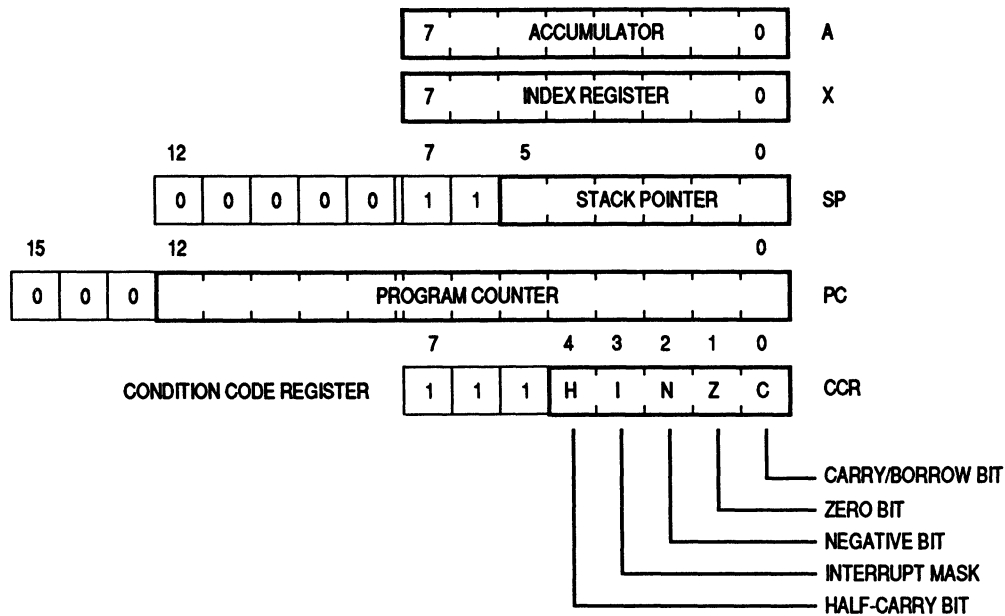 7 ACCUMULATOR 0 A
7 INDEX REGISTER 0 X
12 7 5 0
0 0 0 0 0 1 1 STACK POINTER SP
15 12 0
0 0 0 PROGRAM COUNTER PC
7 4 3 2 1 0
CONDITION CODE REGISTER 1 1 1 H I N Z C CCR
CARRY/BORROW BIT
ZERO BIT
NEGATIVE BIT
INTERRUPT MASK
HALF-CARRY BIT